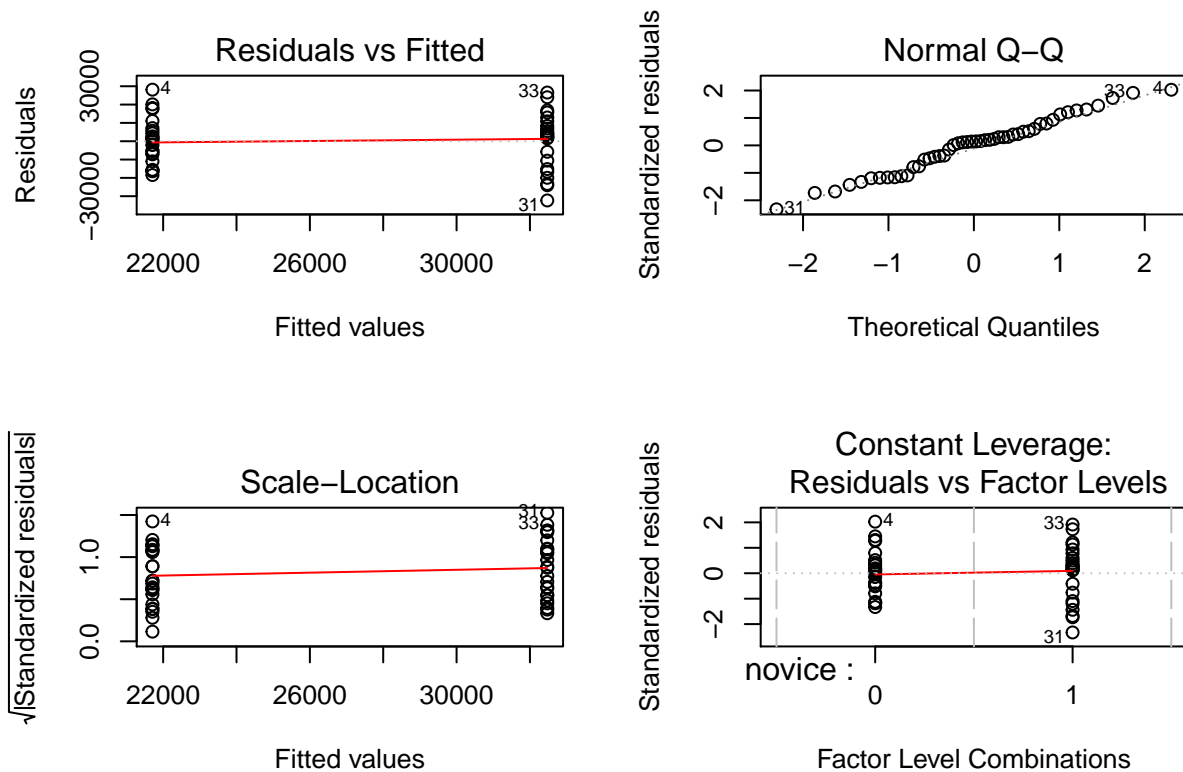 Residuals vs Fitted
Residuals
30000
−30000
4
33
31
22000 26000 30000
Fitted values
Normal Q−Q
Standardized residuals
2
0
−2
33
4
31
−2 −1 0 1 2
Theoretical Quantiles
Scale−Location
√|Standardized residuals|
1.0
0.0
4
31
33
22000 26000 30000
Fitted values
Constant Leverage:
Residuals vs Factor Levels
Standardized residuals
2
0
−2
4
33
31
novice :
0 1
Factor Level Combinations